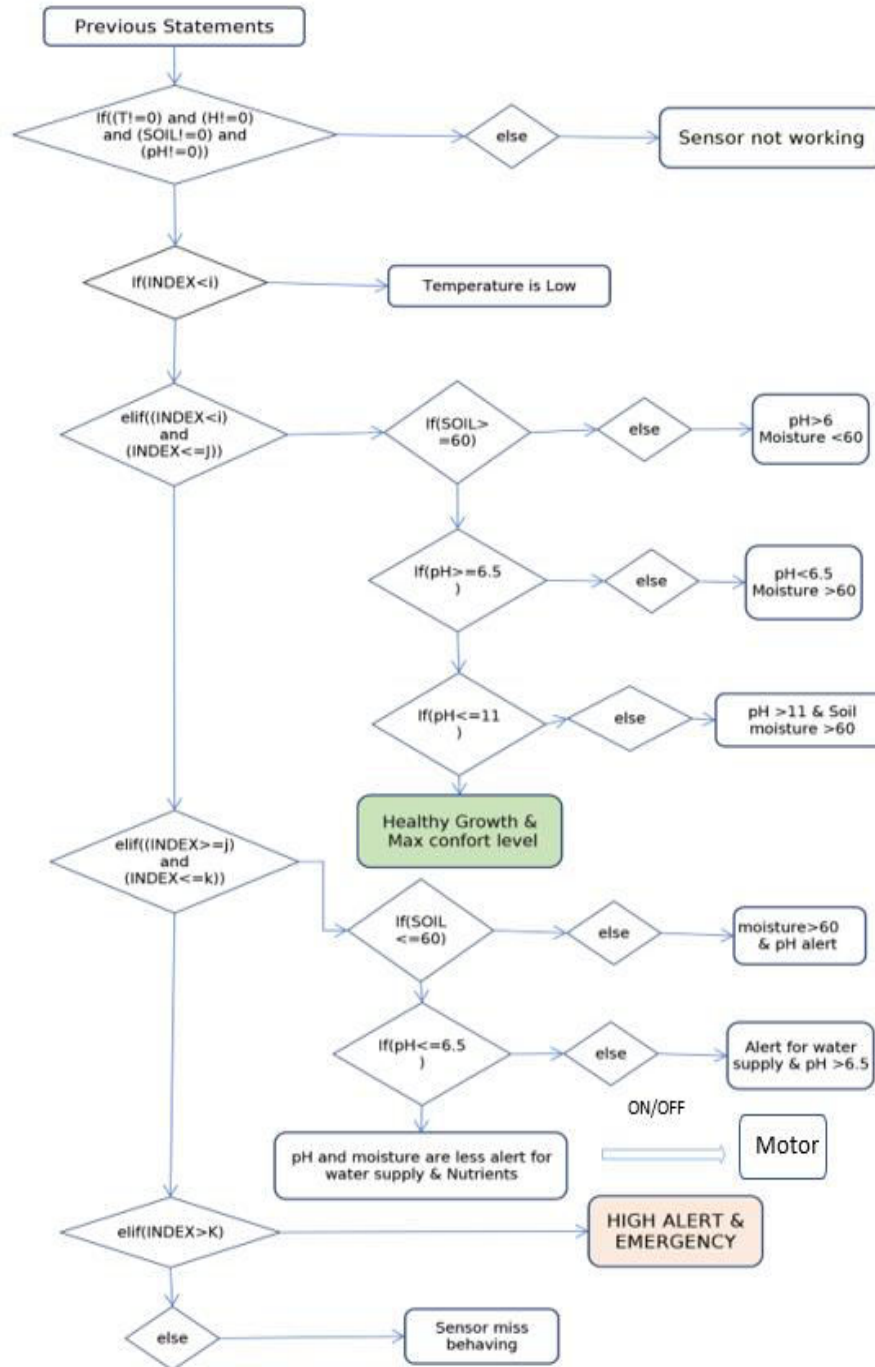 Previous Statements
If((T!=0) and (H!=0)
and (SOIL!=0) and
(pH!=0))
else
Sensor not working
If(INDEX<i)
Temperature is Low
elif((INDEX<i)
and
(INDEX<=J))
If(SOIL>
=60)
else
pH>6
Moisture <60
If(pH>=6.5
)
else
pH<6.5
Moisture >60
If(pH<=11
)
else
pH >11 & Soil
moisture >60
Healthy Growth &
Max confort level
elif((INDEX>=j)
and
(INDEX<=k))
If(SOIL
<=60)
else
moisture>60
& pH alert
If(pH<=6.5
)
else
Alert for water
supply & pH >6.5
pH and moisture are less alert for
water supply & Nutrients
ON/OFF
Motor
elif(INDEX>K)
HIGH ALERT &
EMERGENCY
else
Sensor miss
behaving